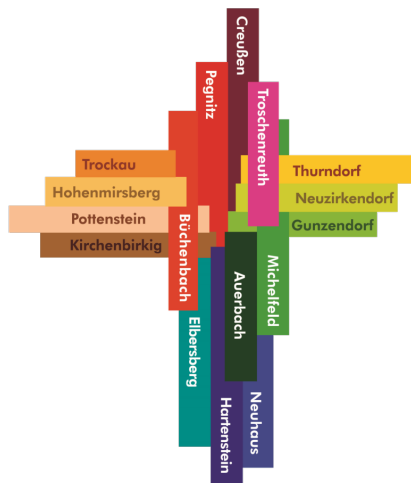 Creußen
Pegnitz
Troschenreuth
Trockau
Thurndorf
Hohenmirsberg
Neuzirkendorf
Pottenstein
Gunzendorf
Büchenbach
Kirchenbirkig
Michelfeld
Auerbach
Elbersberg
Hartenstein
Neuhaus